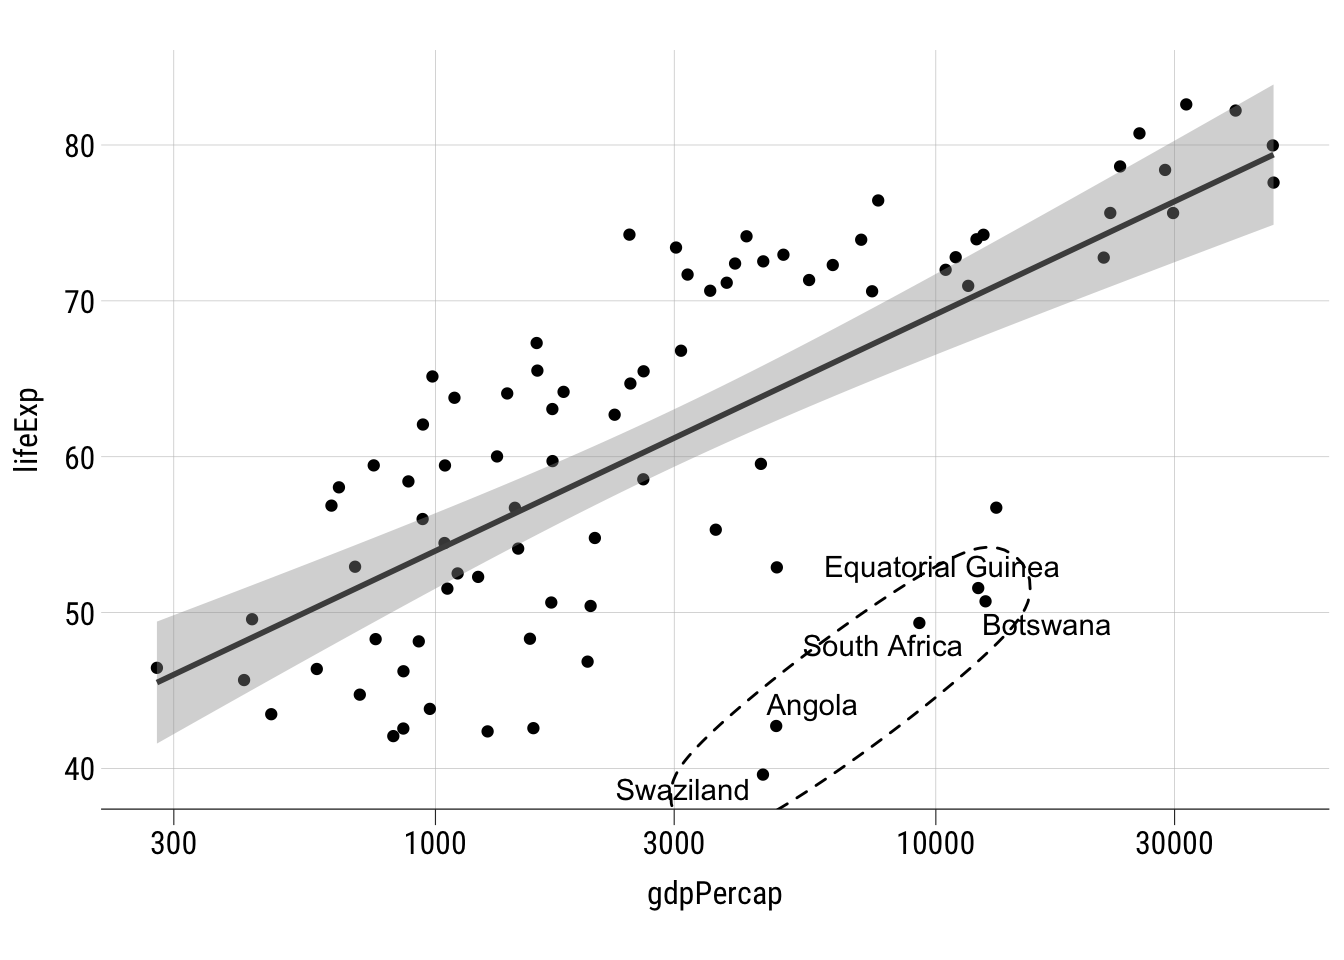 80
70
60
50
40
lifeExp
Equatorial Guinea
Botswana
South Africa
Angola
Swaziland
300 1000 3000 10000 30000
gdpPercap